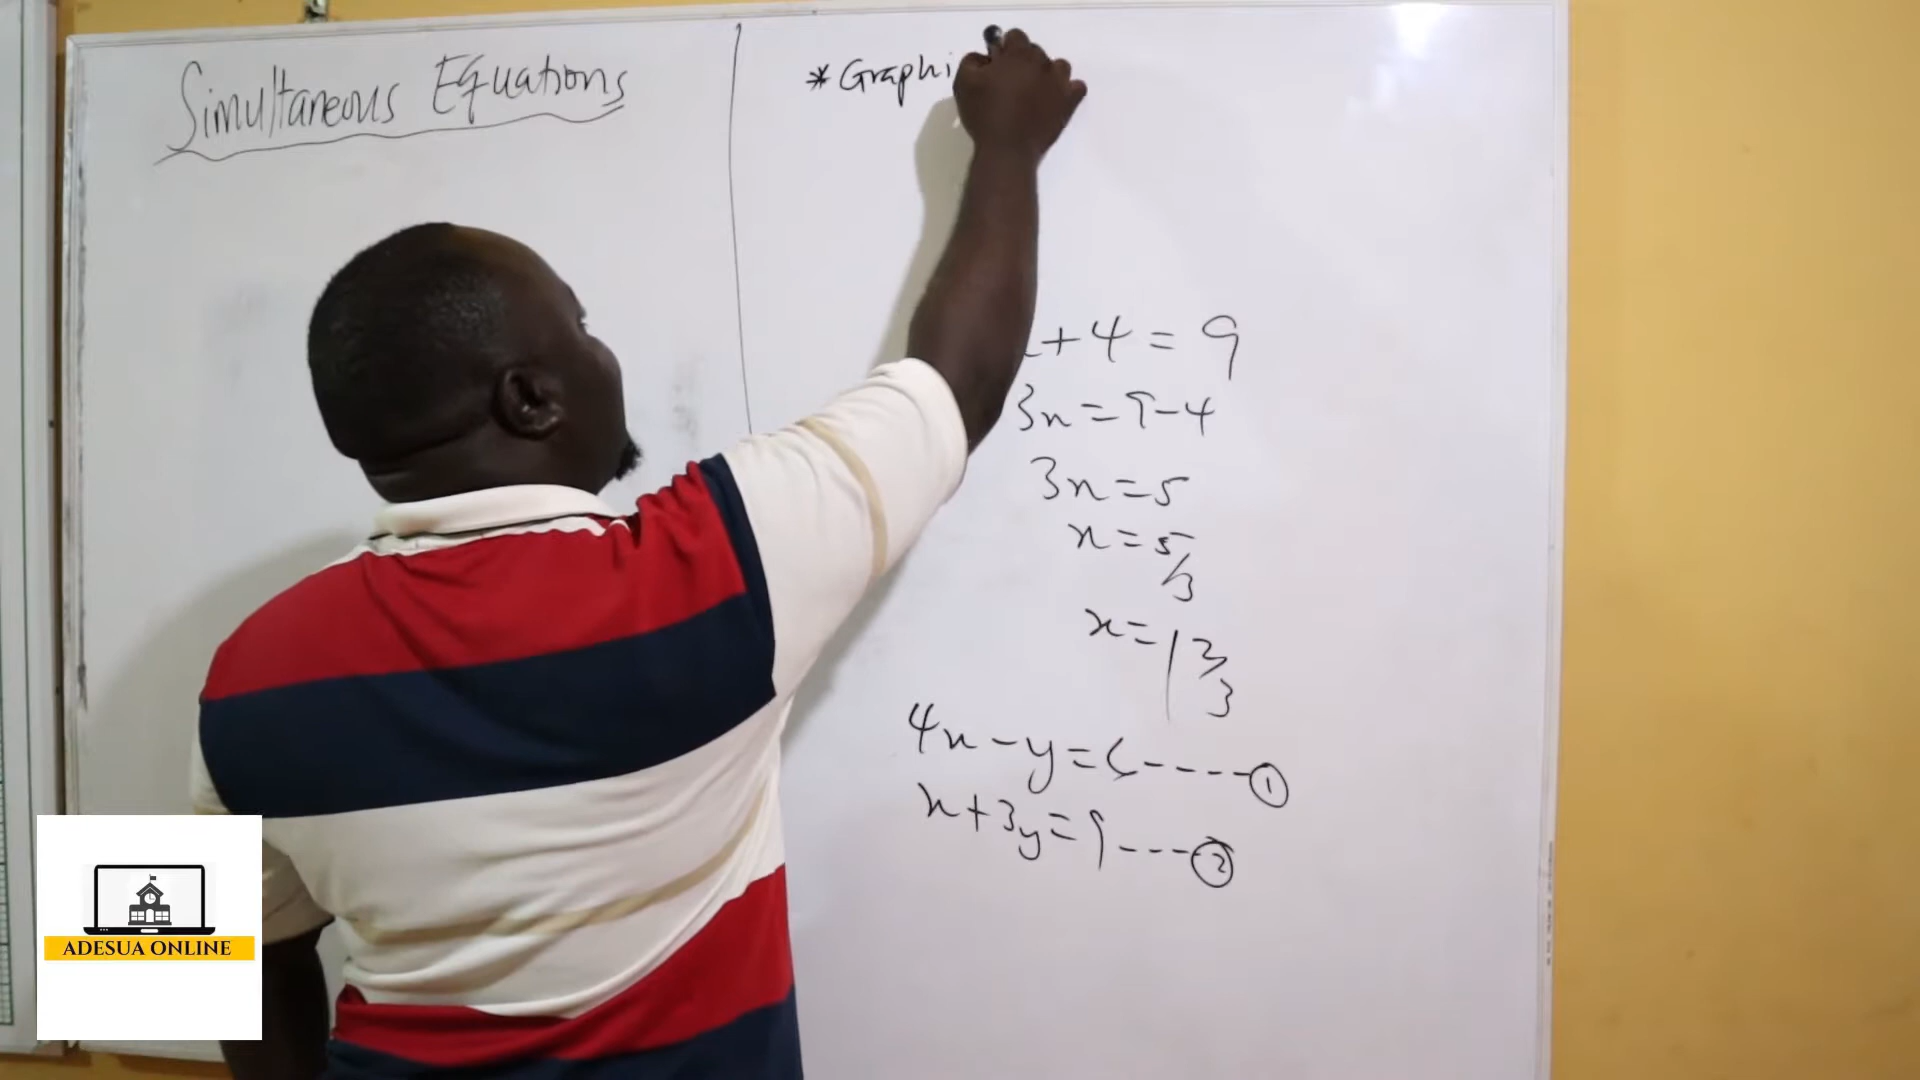 Simultaneous Equations
* Graphi
+ 4 = 9
3x = 9 - 4
3x = 5
x = 5/3
x = 1 2/3
4x - y = 6 ---- ①
x + 3y = 9 --- ②
ADESUA ONLINE